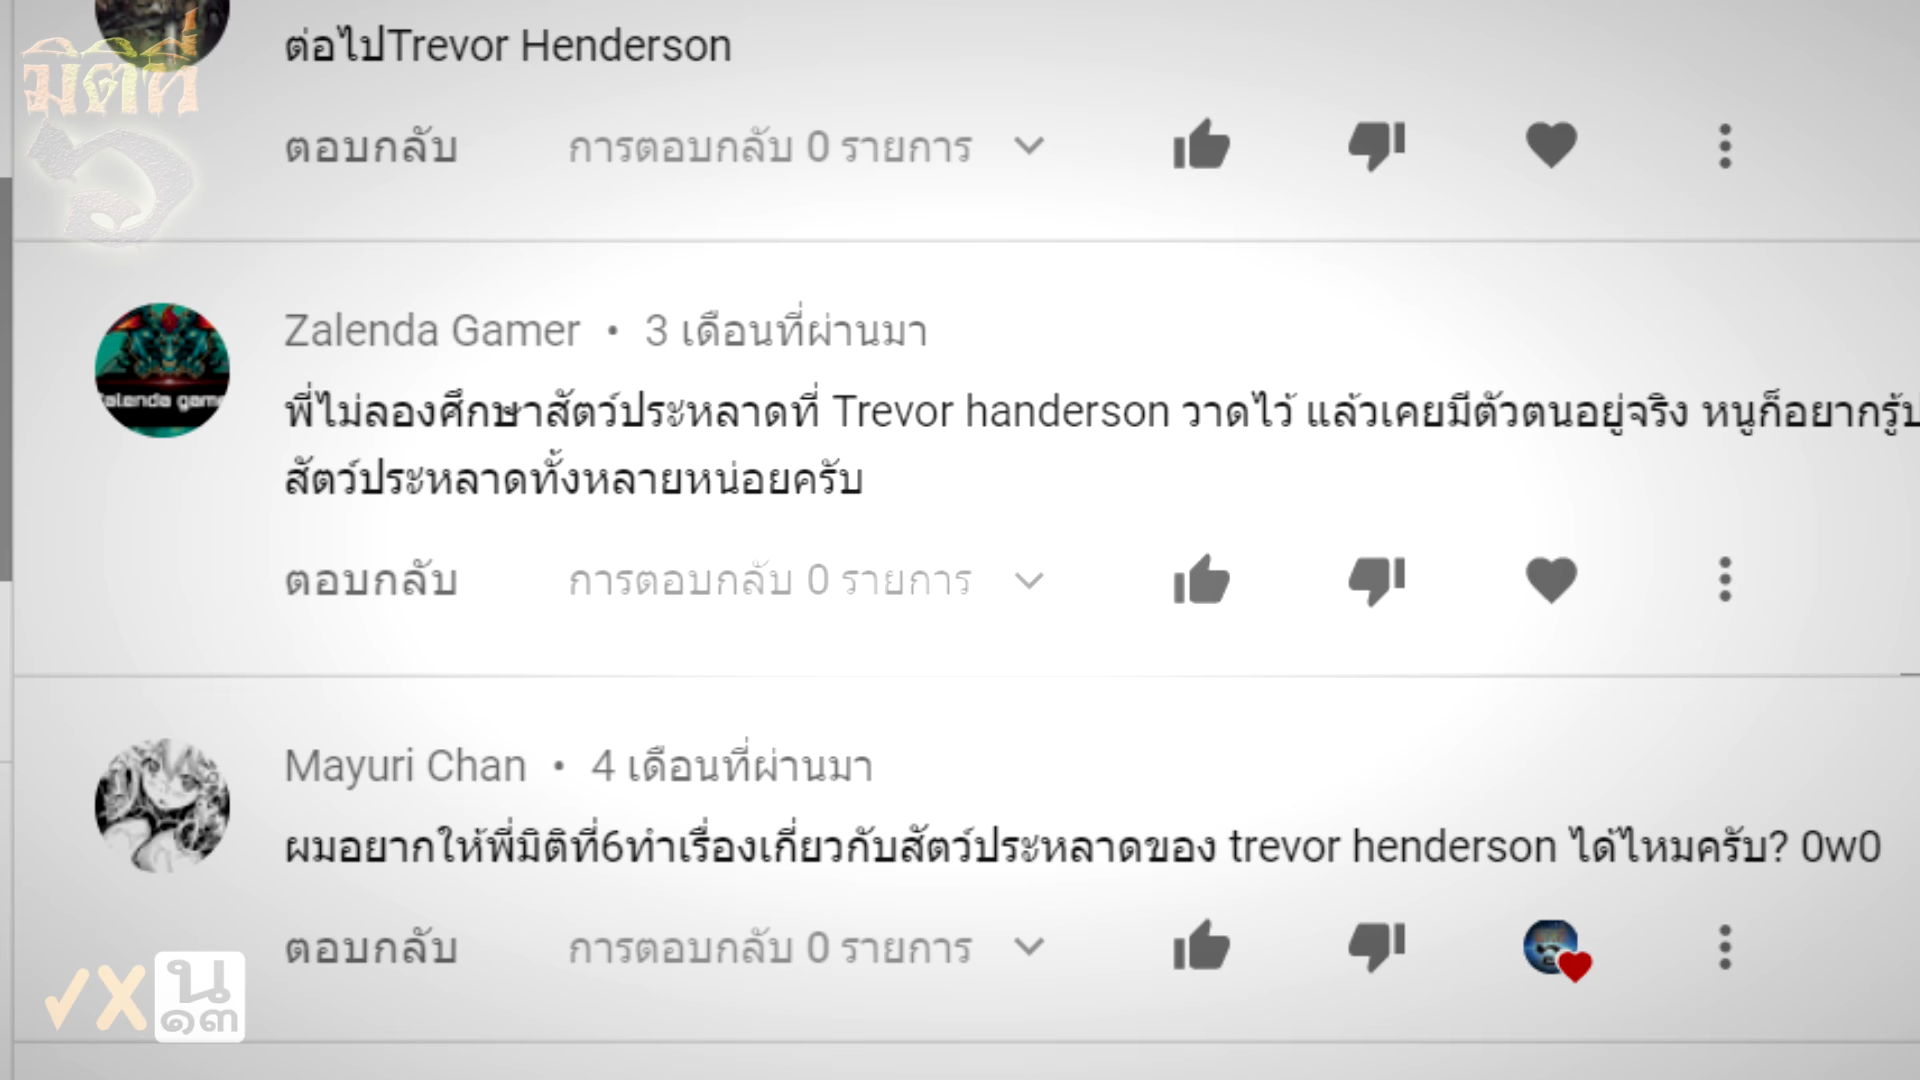 ต่อไปTrevor Henderson
มิติที่
๖
ตอบกลับ การตอบกลับ 0 รายการ
Zalenda Gamer • 3 เดือนที่ผ่านมา
พี่ไม่ลองศึกษาสัตว์ประหลาดที่ Trevor handerson วาดไว้ แล้วเคยมีตัวตนอยู่จริง หนูก็อยากรู้
สัตว์ประหลาดทั้งหลายหน่อยครับ
ตอบกลับ การตอบกลับ 0 รายการ
Mayuri Chan • 4 เดือนที่ผ่านมา
ผมอยากให้พี่มิติที่6ทำเรื่องเกี่ยวกับสัตว์ประหลาดของ trevor henderson ได้ไหมครับ? 0w0
ตอบกลับ การตอบกลับ 0 รายการ
น
๑๓